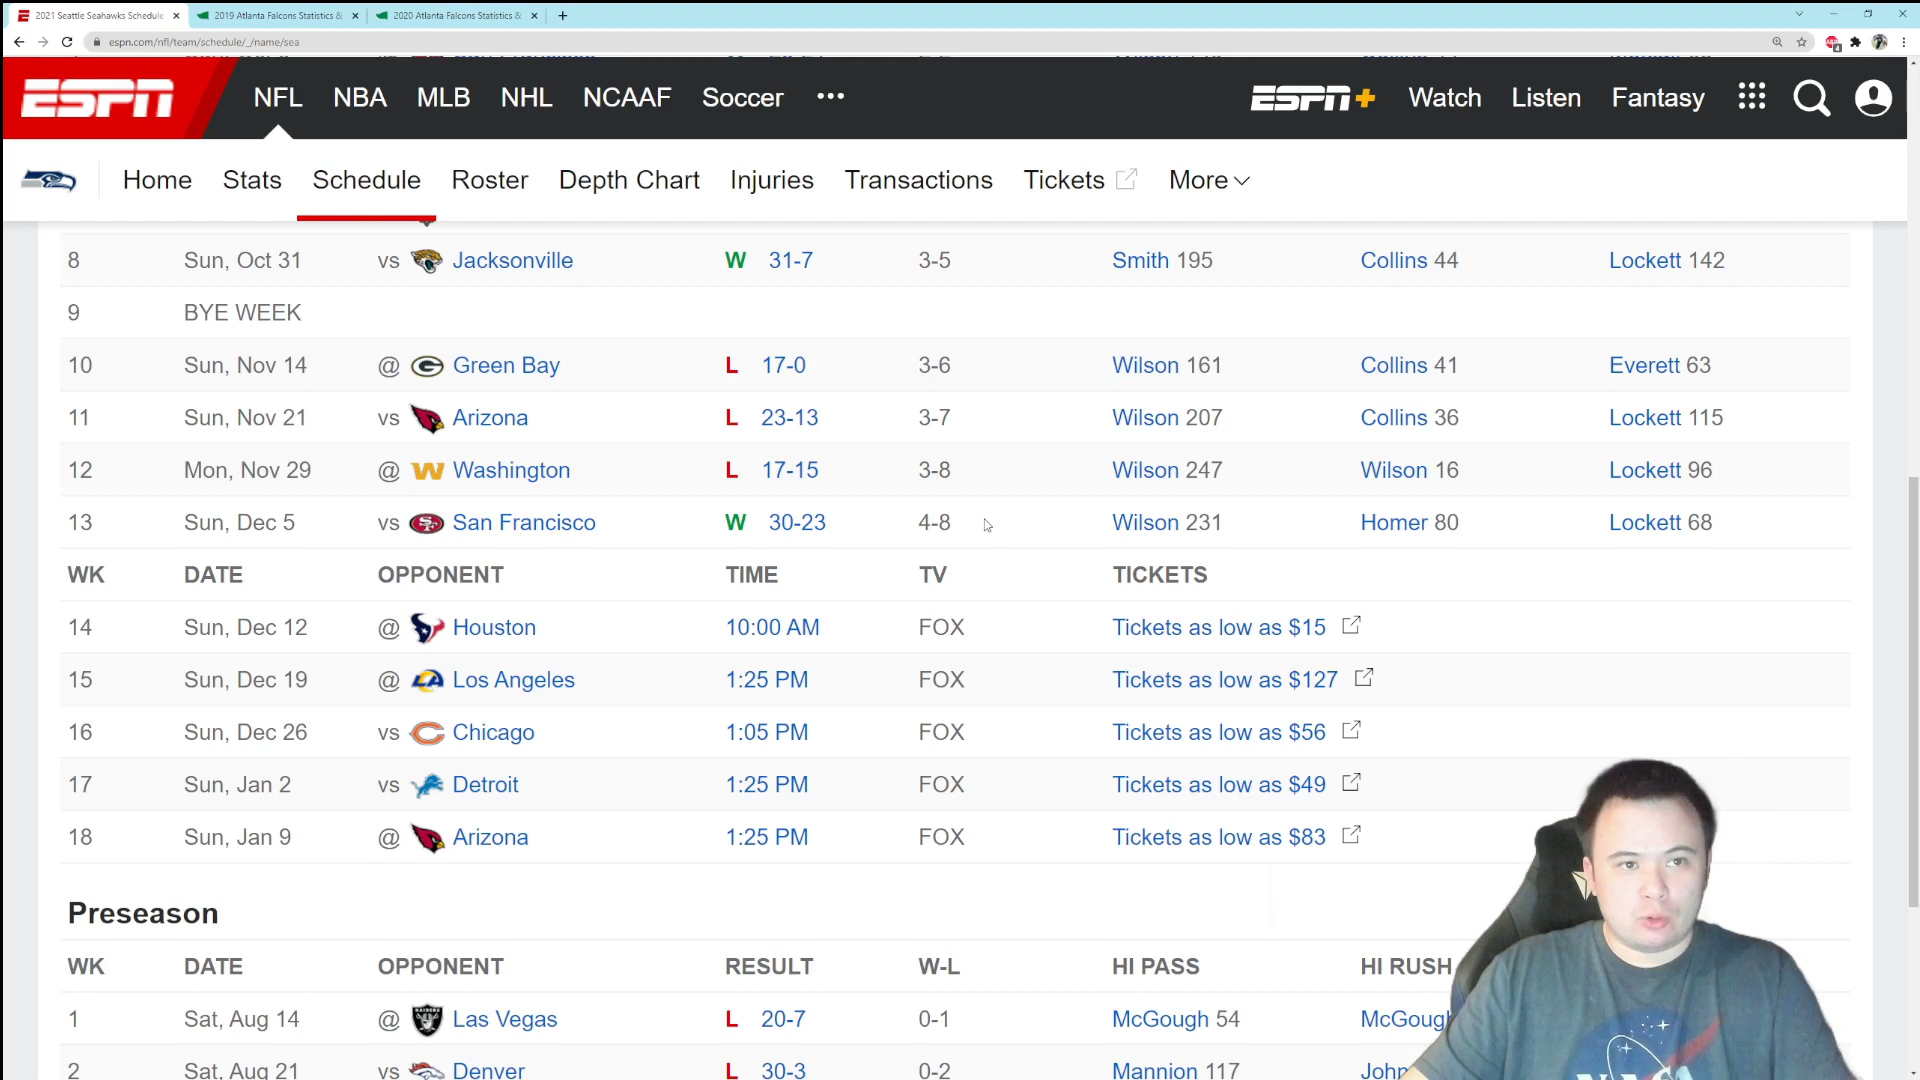 2021 Seattle Seahawks Schedule
2019 Atlanta Falcons Statistics &
2020 Atlanta Falcons Statistics &
espn.com/nfl/team/schedule/_/name/sea
ESPN NFL NBA MLB NHL NCAAF Soccer ••• ESPN+ Watch Listen Fantasy
Home Stats Schedule Roster Depth Chart Injuries Transactions Tickets More
8 Sun, Oct 31 vs Jacksonville W 31-7 3-5 Smith 195 Collins 44 Lockett 142
9 BYE WEEK
10 Sun, Nov 14 @ Green Bay L 17-0 3-6 Wilson 161 Collins 41 Everett 63
11 Sun, Nov 21 vs Arizona L 23-13 3-7 Wilson 207 Collins 36 Lockett 115
12 Mon, Nov 29 @ Washington L 17-15 3-8 Wilson 247 Wilson 16 Lockett 96
13 Sun, Dec 5 vs San Francisco W 30-23 4-8 Wilson 231 Homer 80 Lockett 68
WK DATE OPPONENT TIME TV TICKETS
14 Sun, Dec 12 @ Houston 10:00 AM FOX Tickets as low as $15
15 Sun, Dec 19 @ Los Angeles 1:25 PM FOX Tickets as low as $127
16 Sun, Dec 26 vs Chicago 1:05 PM FOX Tickets as low as $56
17 Sun, Jan 2 vs Detroit 1:25 PM FOX Tickets as low as $49
18 Sun, Jan 9 @ Arizona 1:25 PM FOX Tickets as low as $83
Preseason
WK DATE OPPONENT RESULT W-L HI PASS HI RUSH
1 Sat, Aug 14 @ Las Vegas L 20-7 0-1 McGough 54 McGough
2 Sat, Aug 21 vs Denver L 30-3 0-2 Mannion 117 John